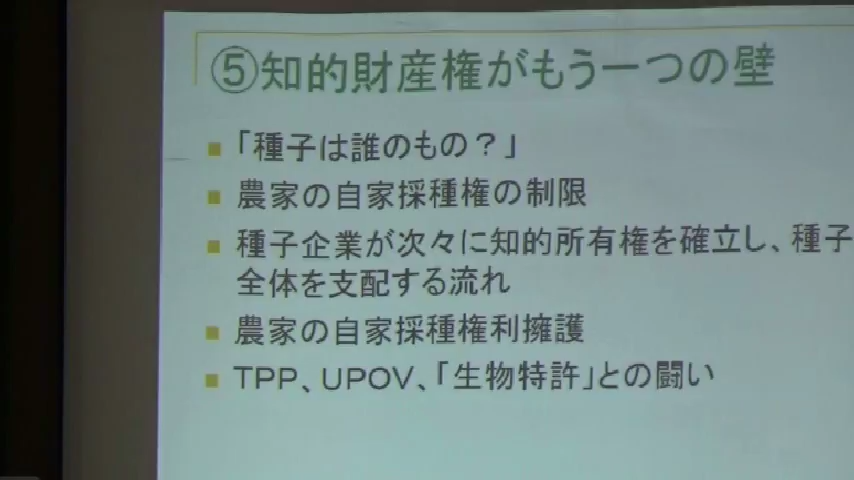 ⑤知的財産権がもう一つの壁
■ 「種子は誰のもの？」
■ 農家の自家採種権の制限
■ 種子企業が次々に知的所有権を確立し、種子
全体を支配する流れ
■ 農家の自家採種権利擁護
■ TPP、UPOV、「生物特許」との闘い